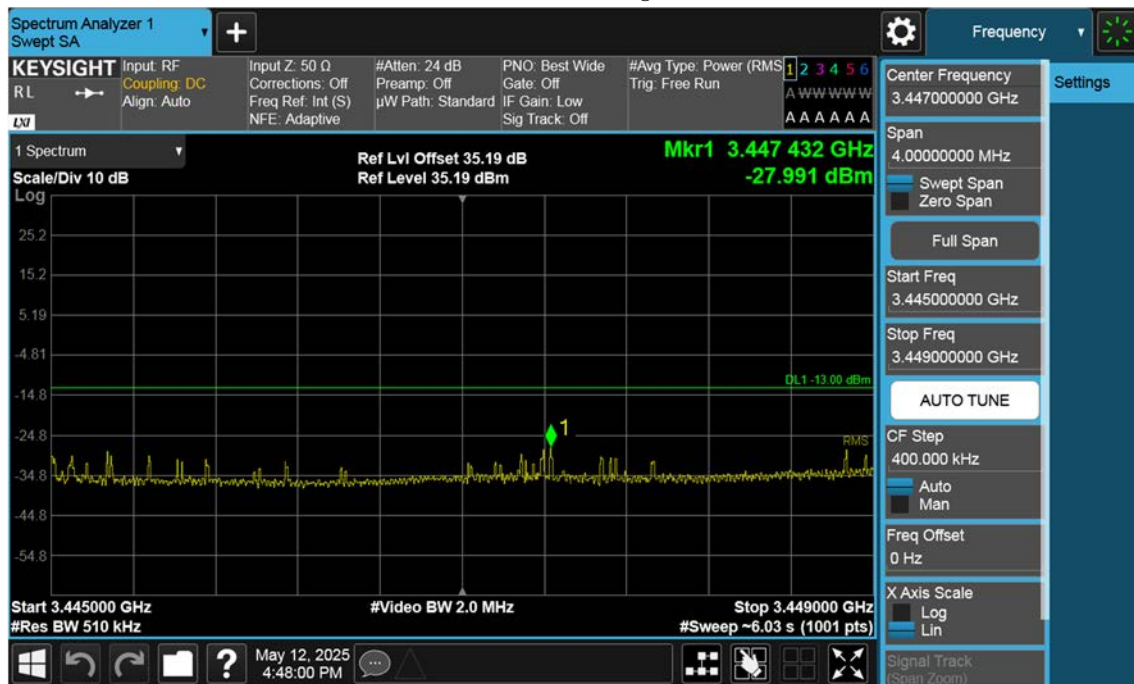 Spectrum Analyzer 1
Swept SA
Frequency
KEYSIGHT
RL
LXI
Input: RF
Coupling: DC
Align: Auto
Input Z: 50 Ω
Corrections: Off
Freq Ref: Int (S)
NFE: Adaptive
#Atten: 24 dB
Preamp: Off
µW Path: Standard
PNO: Best Wide
Gate: Off
IF Gain: Low
Sig Track: Off
#Avg Type: Power (RMS
Trig: Free Run
1 2 3 4 5 6
A W W W W W
A A A A A A
1 Spectrum
Scale/Div 10 dB
Log
Ref Lvl Offset 35.19 dB
Ref Level 35.19 dBm
Mkr1 3.447 432 GHz
-27.991 dBm
25.2
15.2
5.19
-4.81
DL1 -13.00 dBm
-14.8
-24.8
1
RMS
-34.8
-44.8
-54.8
Start 3.445000 GHz
#Res BW 510 kHz
#Video BW 2.0 MHz
Stop 3.449000 GHz
#Sweep ~6.03 s (1001 pts)
Center Frequency
3.447000000 GHz
Span
4.00000000 MHz
Swept Span
Zero Span
Full Span
Start Freq
3.445000000 GHz
Stop Freq
3.449000000 GHz
AUTO TUNE
CF Step
400.000 kHz
Auto
Man
Freq Offset
0 Hz
X Axis Scale
Log
Lin
Signal Track
(Span Zoom)
Settings
?
May 12, 2025
4:48:00 PM